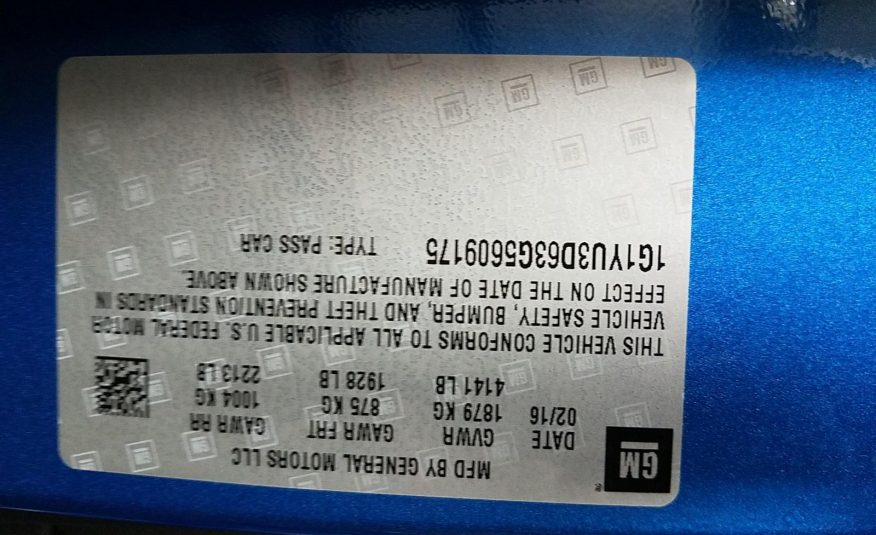 GM
MFD BY GENERAL MOTORS LLC
DATE GVWR GAWR FRT GAWR RR
02/16 1879 KG 875 KG 1004 KG
4141 LB 1928 LB 2213 LB
THIS VEHICLE CONFORMS TO ALL APPLICABLE U.S. FEDERAL MOTOR
VEHICLE SAFETY, BUMPER, AND THEFT PREVENTION STANDARDS IN
EFFECT ON THE DATE OF MANUFACTURE SHOWN ABOVE.
1G1YU3D63G5609175 TYPE: PASS CAR